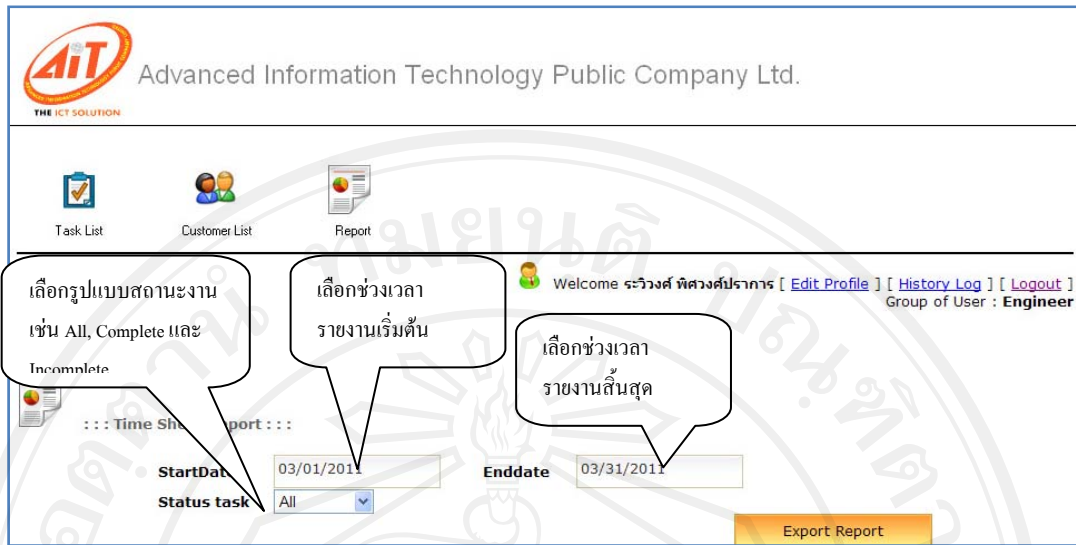 AiT
THE ICT SOLUTION
Advanced Information Technology Public Company Ltd.
Task List
Customer List
Report
Welcome ระวิวงศ์ พิศวงศ์ปราการ [ Edit Profile ] [ History Log ] [ Logout ]
Group of User : Engineer
เลือกรูปแบบสถานะงาน
เช่น All, Complete และ
Incomplete
เลือกช่วงเวลา
รายงานเริ่มต้น
เลือกช่วงเวลา
รายงานสิ้นสุด
: : : Time Sheet Report : : :
StartDate
03/01/2011
Enddate
03/31/2011
Status task
All
Export Report